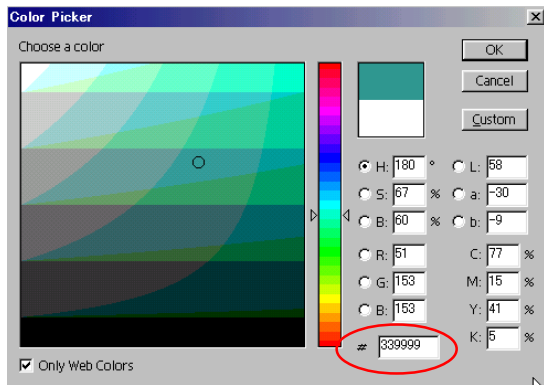 Color Picker
Choose a color
OK
Cancel
Custom
H: 180 °
S: 67 %
B: 60 %
R: 51
G: 153
B: 153
L: 58
a: -30
b: -9
C: 77 %
M: 15 %
Y: 41 %
K: 5 %
# 339999
Only Web Colors